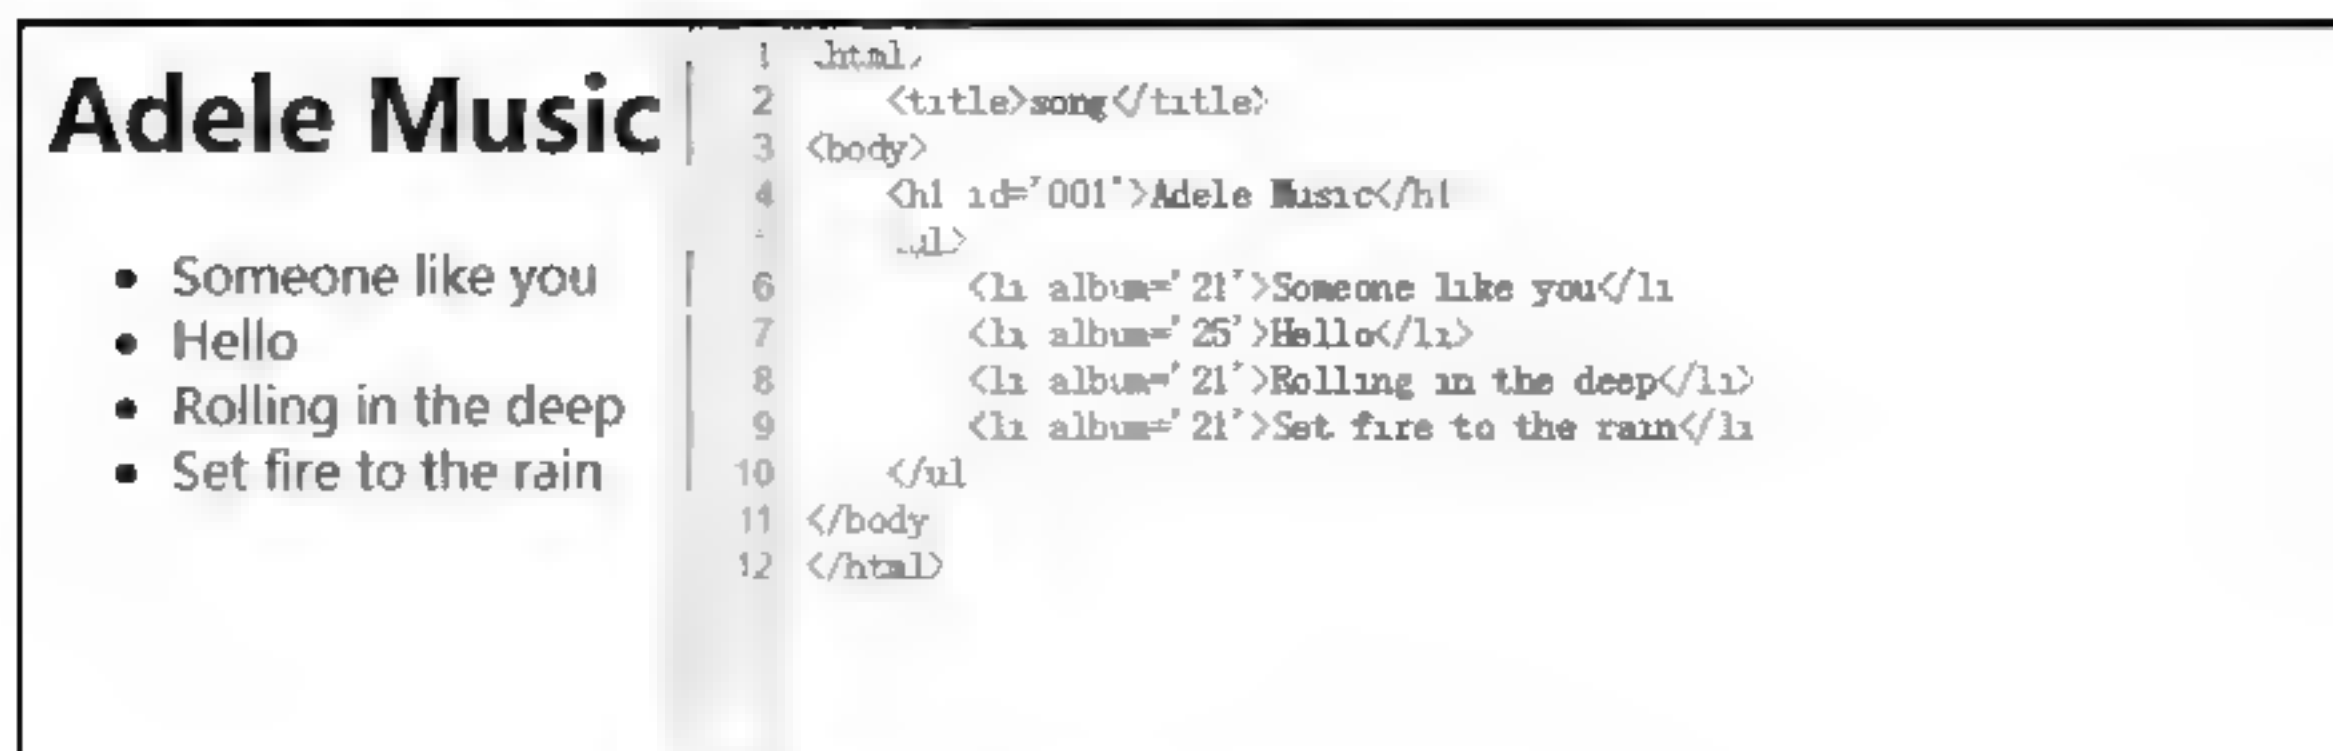 Adele Music
• Someone like you
• Hello
• Rolling in the deep
• Set fire to the rain
1 html
2 <title>song</title>
3 <body>
4 <h1 id='001'>Adele Music</h1
ul>
6 <li album='21'>Someone like you</li
7 <li album='25'>Hello</li>
8 <li album='21'>Rolling in the deep</li>
9 <li album='21'>Set fire to the rain</li
10 </ul
11 </body
12 </html>